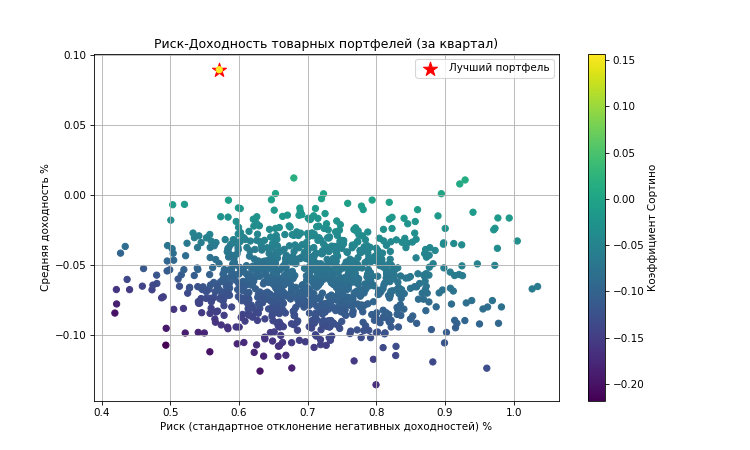 Риск-Доходность товарных портфелей (за квартал)
Лучший портфель
0.10
0.05
0.00
−0.05
−0.10
Средняя доходность %
0.4 0.5 0.6 0.7 0.8 0.9 1.0
Риск (стандартное отклонение негативных доходностей) %
0.15
0.10
0.05
0.00
−0.05
−0.10
−0.15
−0.20
Коэффициент Сортино